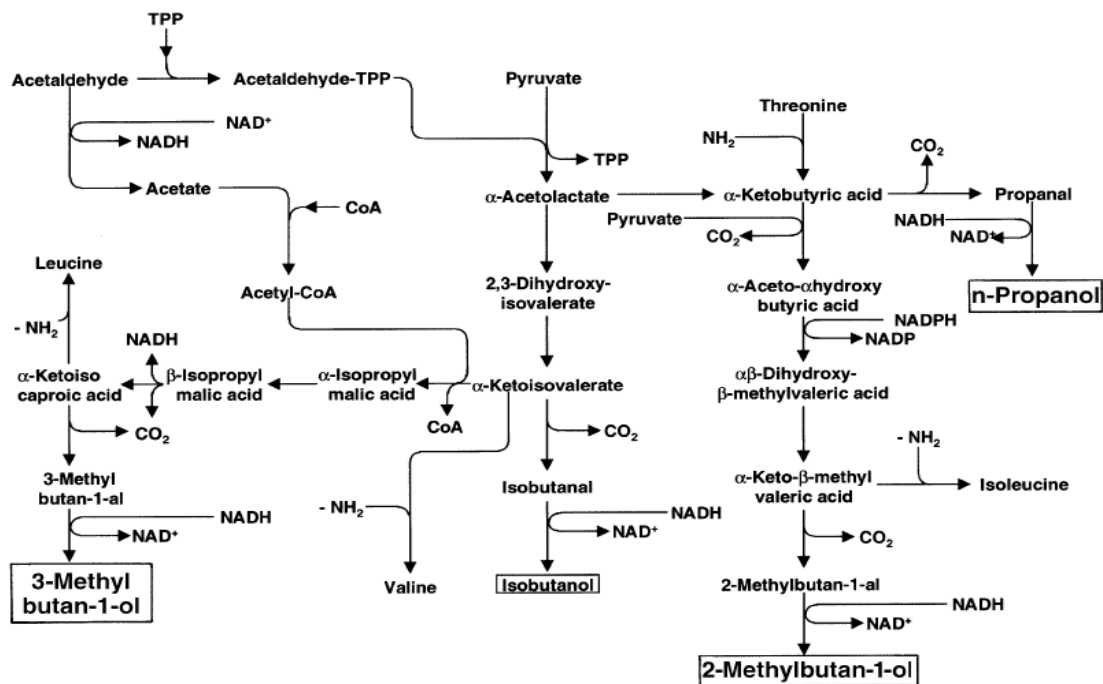 TPP
Acetaldehyde
Acetaldehyde-TPP
Pyruvate
Threonine
NAD⁺
NADH
NH₂
CO₂
TPP
Acetate
CoA
α-Acetolactate
α-Ketobutyric acid
Propanal
Pyruvate
CO₂
NADH
NAD⁺
Leucine
Acetyl-CoA
2,3-Dihydroxy-
isovalerate
α-Aceto-αhydroxy
butyric acid
n-Propanol
- NH₂
NADH
NADPH
NADP
α-Ketoiso
caproic acid
β-Isopropyl
malic acid
α-Isopropyl
malic acid
α-Ketoisovalerate
αβ-Dihydroxy-
β-methylvaleric acid
CO₂
CoA
CO₂
- NH₂
3-Methyl
butan-1-al
Isobutanal
α-Keto-β-methyl
valeric acid
Isoleucine
NADH
NAD⁺
- NH₂
NADH
NAD⁺
CO₂
3-Methyl
butan-1-ol
Valine
Isobutanol
2-Methylbutan-1-al
NADH
NAD⁺
2-Methylbutan-1-ol